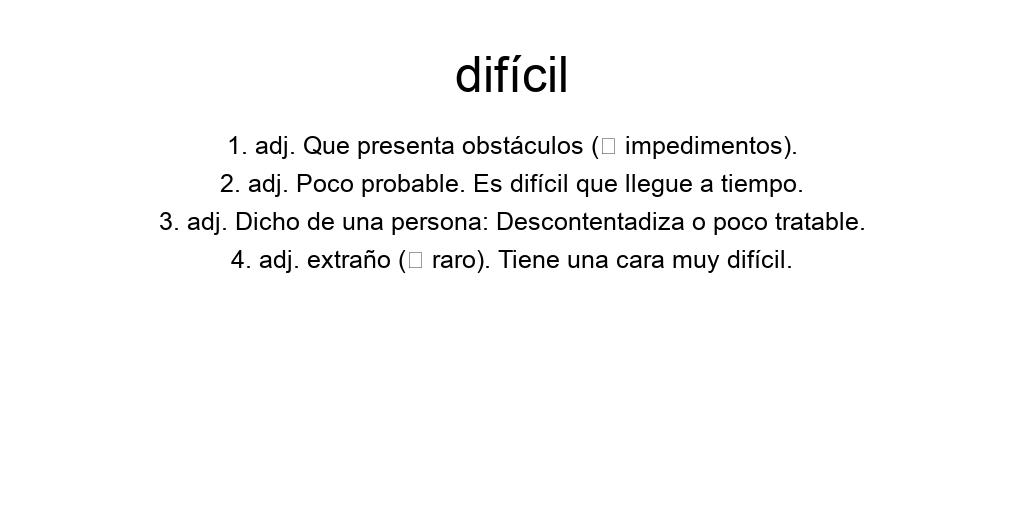 difícil
1. adj. Que presenta obstáculos (□ impedimentos).
2. adj. Poco probable. Es difícil que llegue a tiempo.
3. adj. Dicho de una persona: Descontentadiza o poco tratable.
4. adj. extraño (□ raro). Tiene una cara muy difícil.